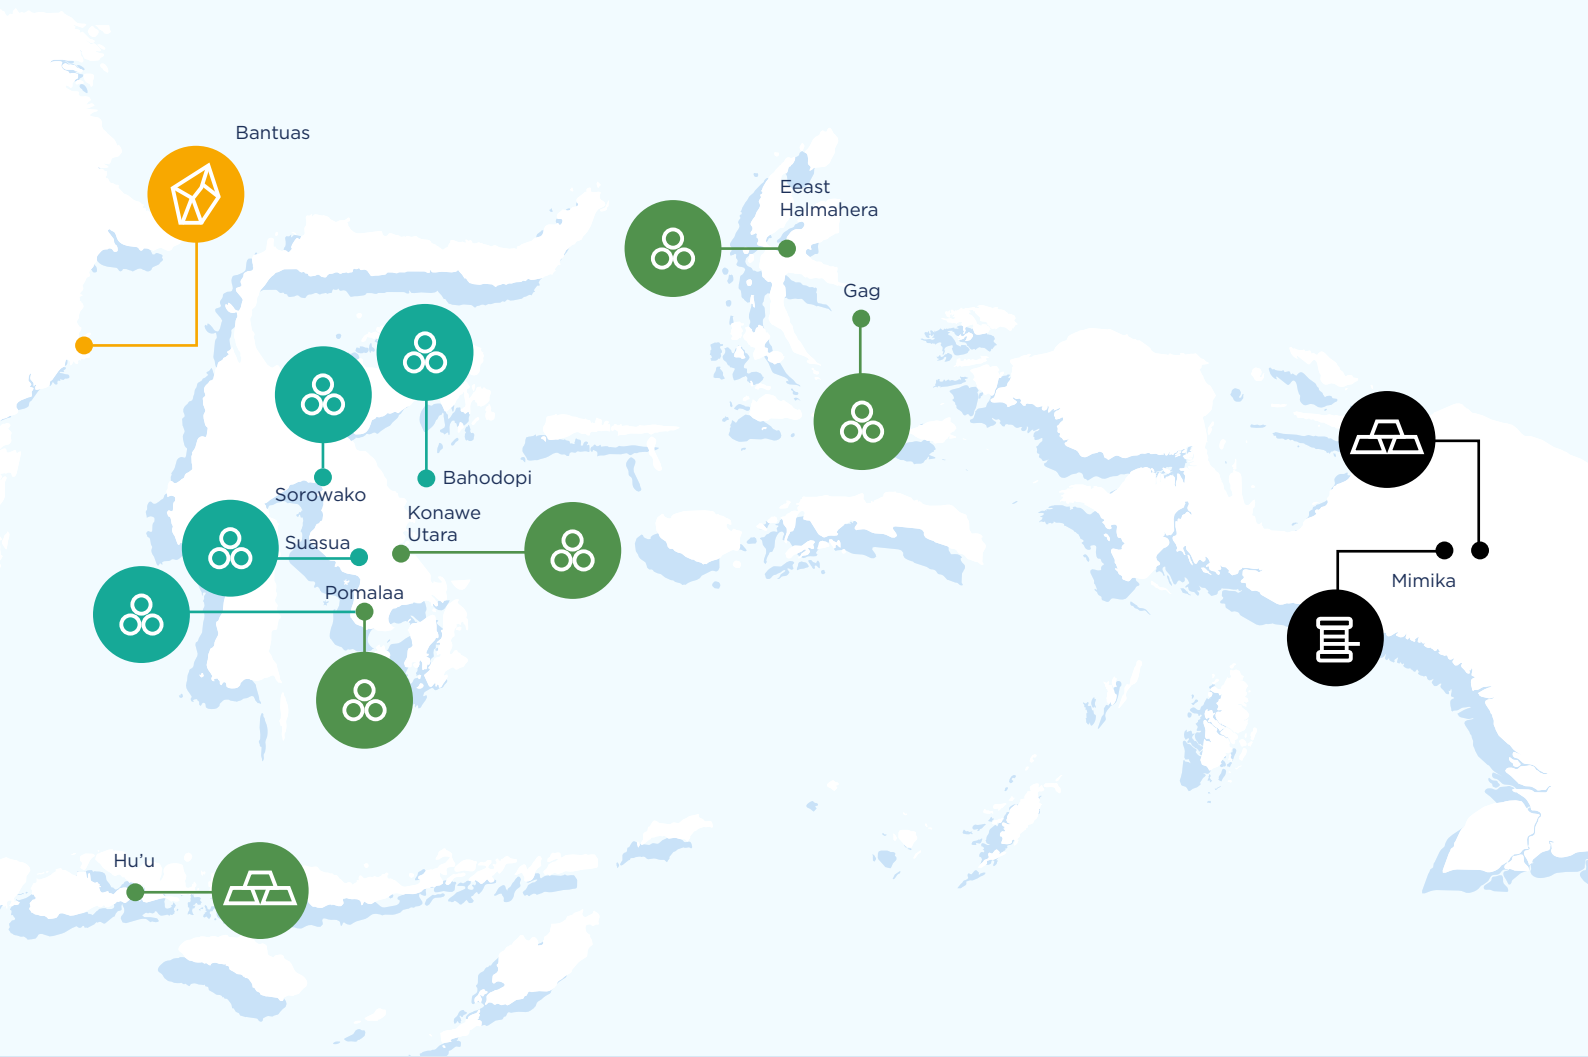 Bantuas
Eeast
Halmahera
Gag
Bahodopi
Sorowako
Konawe
Utara
Suasua
Pomalaa
Mimika
Hu’u